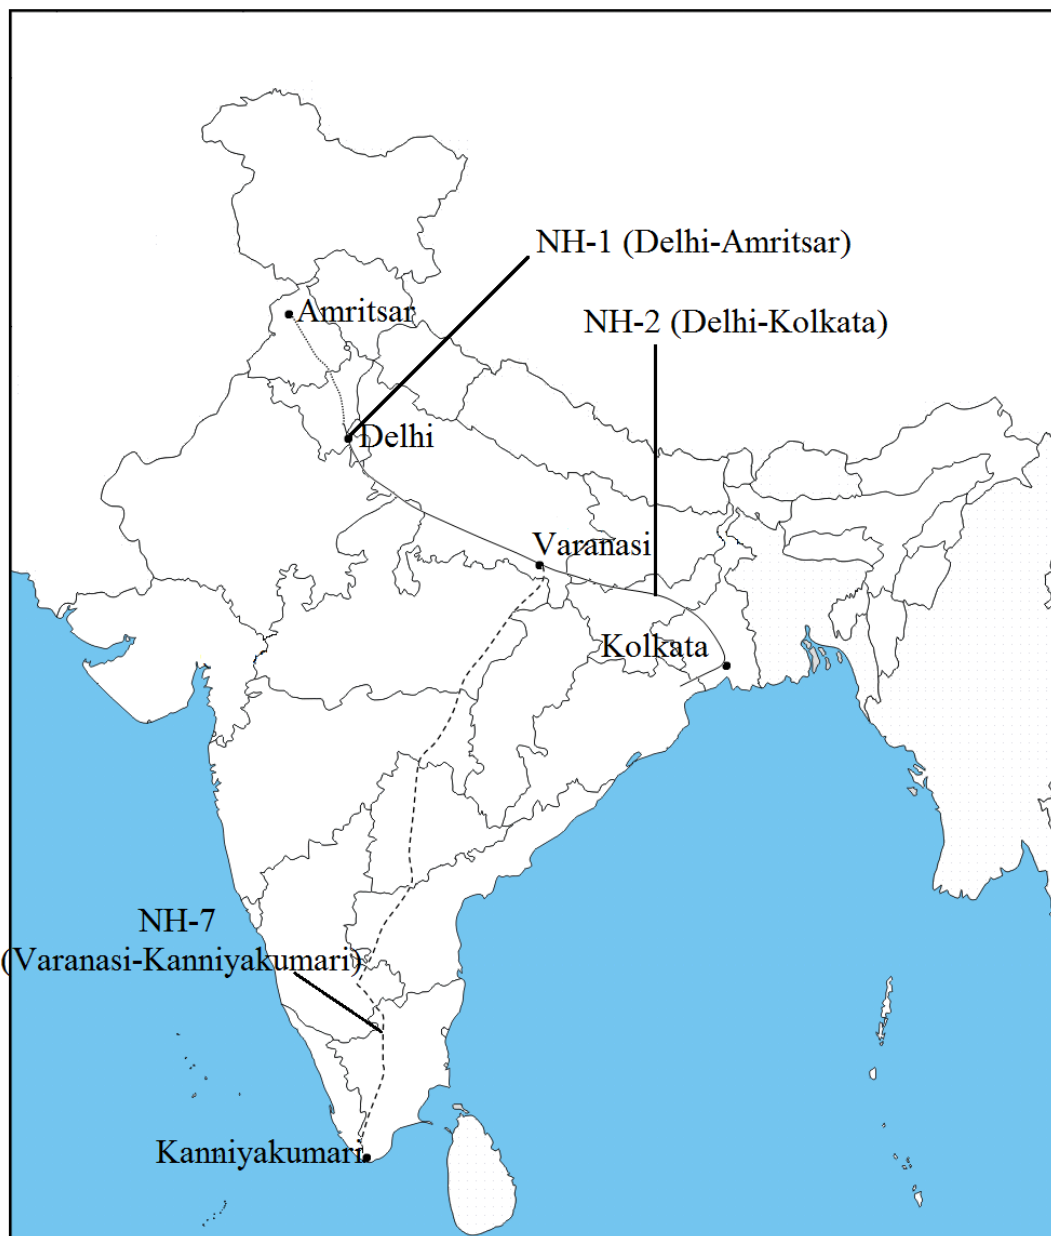 NH-1 (Delhi-Amritsar)
Amritsar
NH-2 (Delhi-Kolkata)
Delhi
Varanasi
Kolkata
NH-7
(Varanasi-Kanniyakumari)
Kanniyakumari